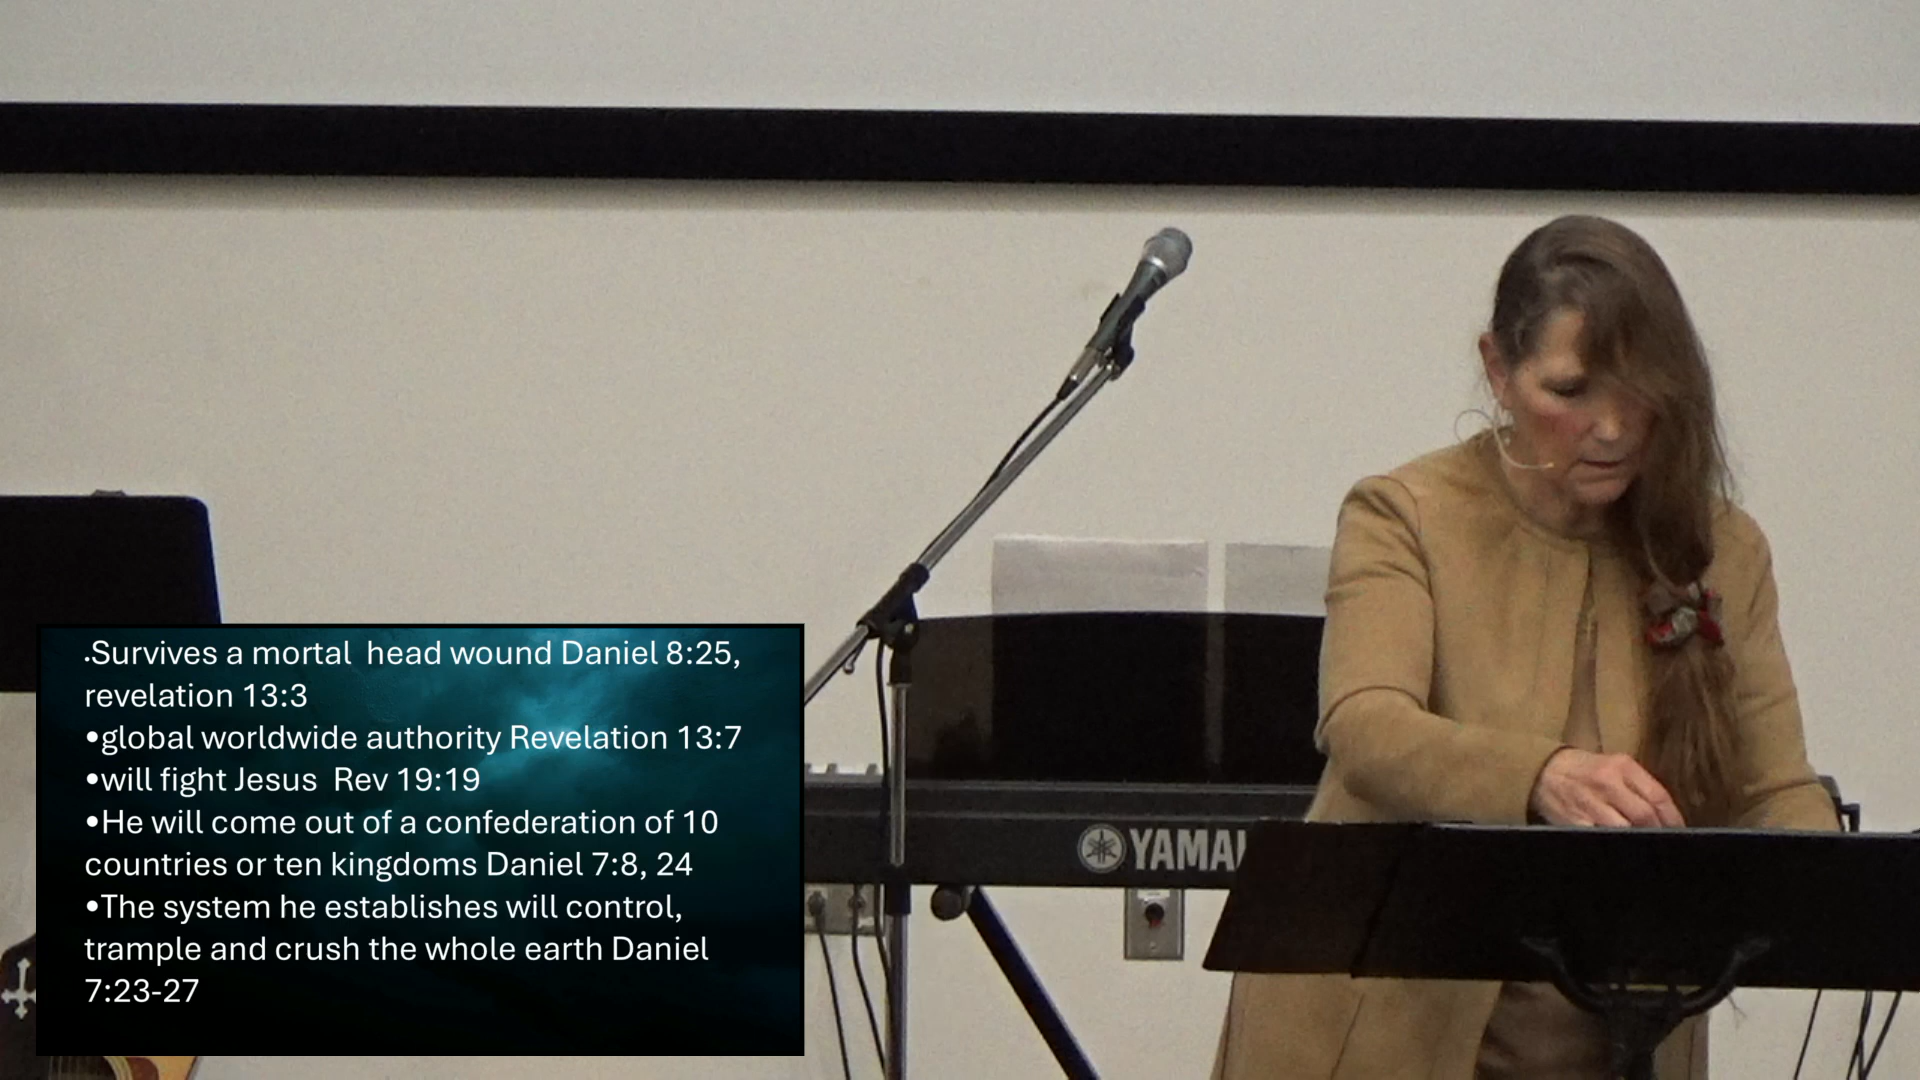 .Survives a mortal  head wound Daniel 8:25,
revelation 13:3
•global worldwide authority Revelation 13:7
•will fight Jesus  Rev 19:19
•He will come out of a confederation of 10
countries or ten kingdoms Daniel 7:8, 24
•The system he establishes will control,
trample and crush the whole earth Daniel
7:23-27
YAMA